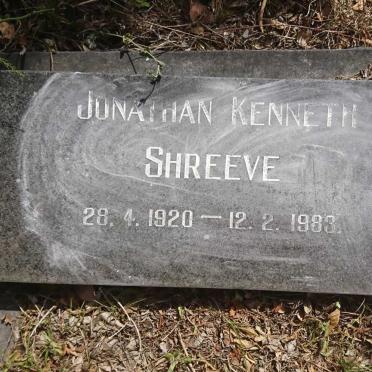 Jonathan Kenneth
Shreeve
28. 4. 1920 — 12. 2. 1983.